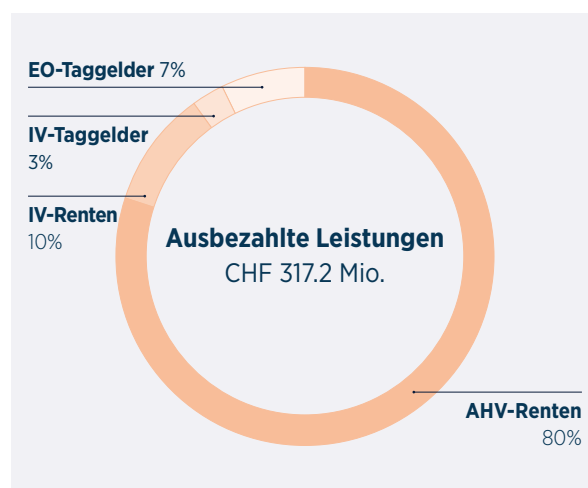 EO-Taggelder 7%
IV-Taggelder
3%
IV-Renten
10%
Ausbezahlte Leistungen
CHF 317.2 Mio.
AHV-Renten
80%